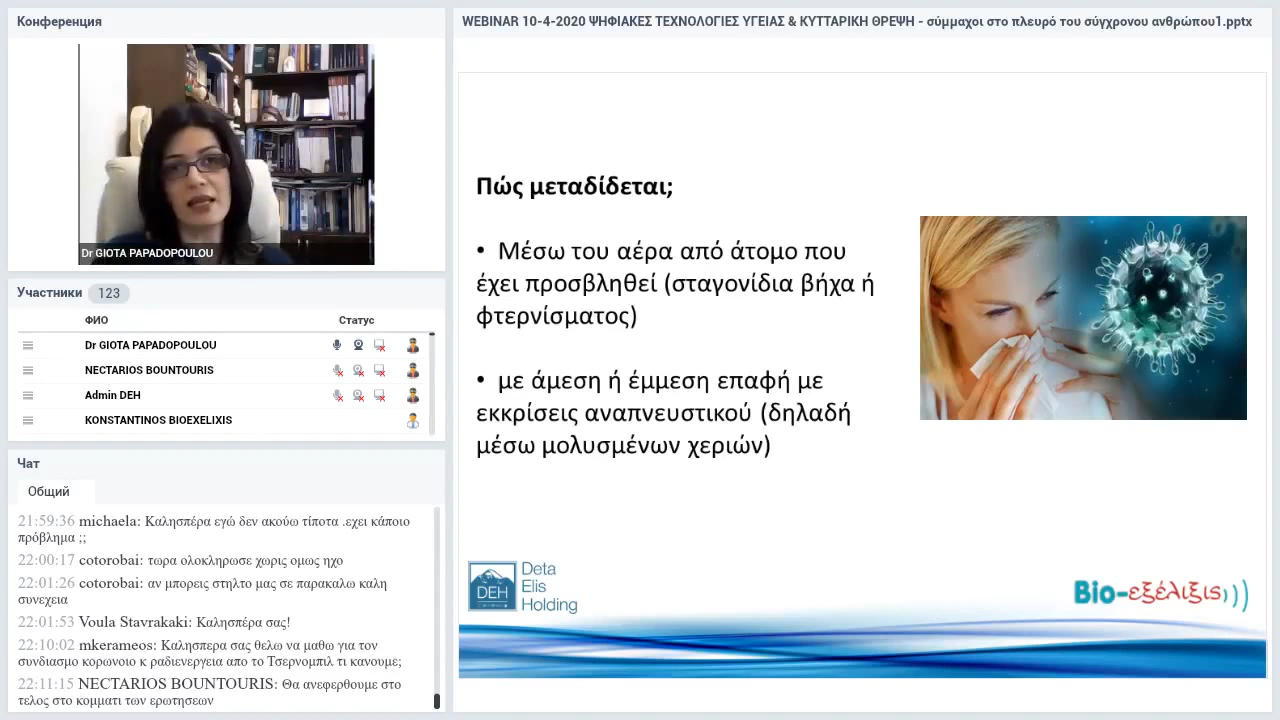 Конференция
Dr GIOTA PAPADOPOULOU
Участники 123
ФИО Статус
Dr GIOTA PAPADOPOULOU
NECTARIOS BOUNTOURIS
Admin DEH
KONSTANTINOS BIOEXELIXIS
Чат
Общий
21:59:36 michaela: Καλησπέρα εγώ δεν ακούω τίποτα .εχει κάποιο
πρόβλημα ;;
22:00:17 cotorobai: τωρα ολοκληρωσε χωρις ομως ηχο
22:01:26 cotorobai: αν μπορεις στηλτο μας σε παρακαλω καλη
συνεχεια
22:01:53 Voula Stavrakaki: Καλησπέρα σας!
22:10:02 mkerameos: Καλησπερα σας θελω να μαθω για τον
συνδιασμο κορωνοιο κ ραδιενεργεια απο το Τσερνομπιλ τι κανουμε;
22:11:15 NECTARIOS BOUNTOURIS: Θα ανεφερθουμε στο
τελος στο κομματι των ερωτησεων
WEBINAR 10-4-2020 ΨΗΦΙΑΚΕΣ ΤΕΧΝΟΛΟΓΙΕΣ ΥΓΕΙΑΣ & ΚΥΤΤΑΡΙΚΗ ΘΡΕΨΗ - σύμμαχοι στο πλευρό του σύγχρονου ανθρώπου1.pptx
Πώς μεταδίδεται;
• Μέσω του αέρα από άτομο που
έχει προσβληθεί (σταγονίδια βήχα ή
φτερνίσματος)
• με άμεση ή έμμεση επαφή με
εκκρίσεις αναπνευστικού (δηλαδή
μέσω μολυσμένων χεριών)
DEH
Deta
Elis
Holding
Bio-εξέλιξις